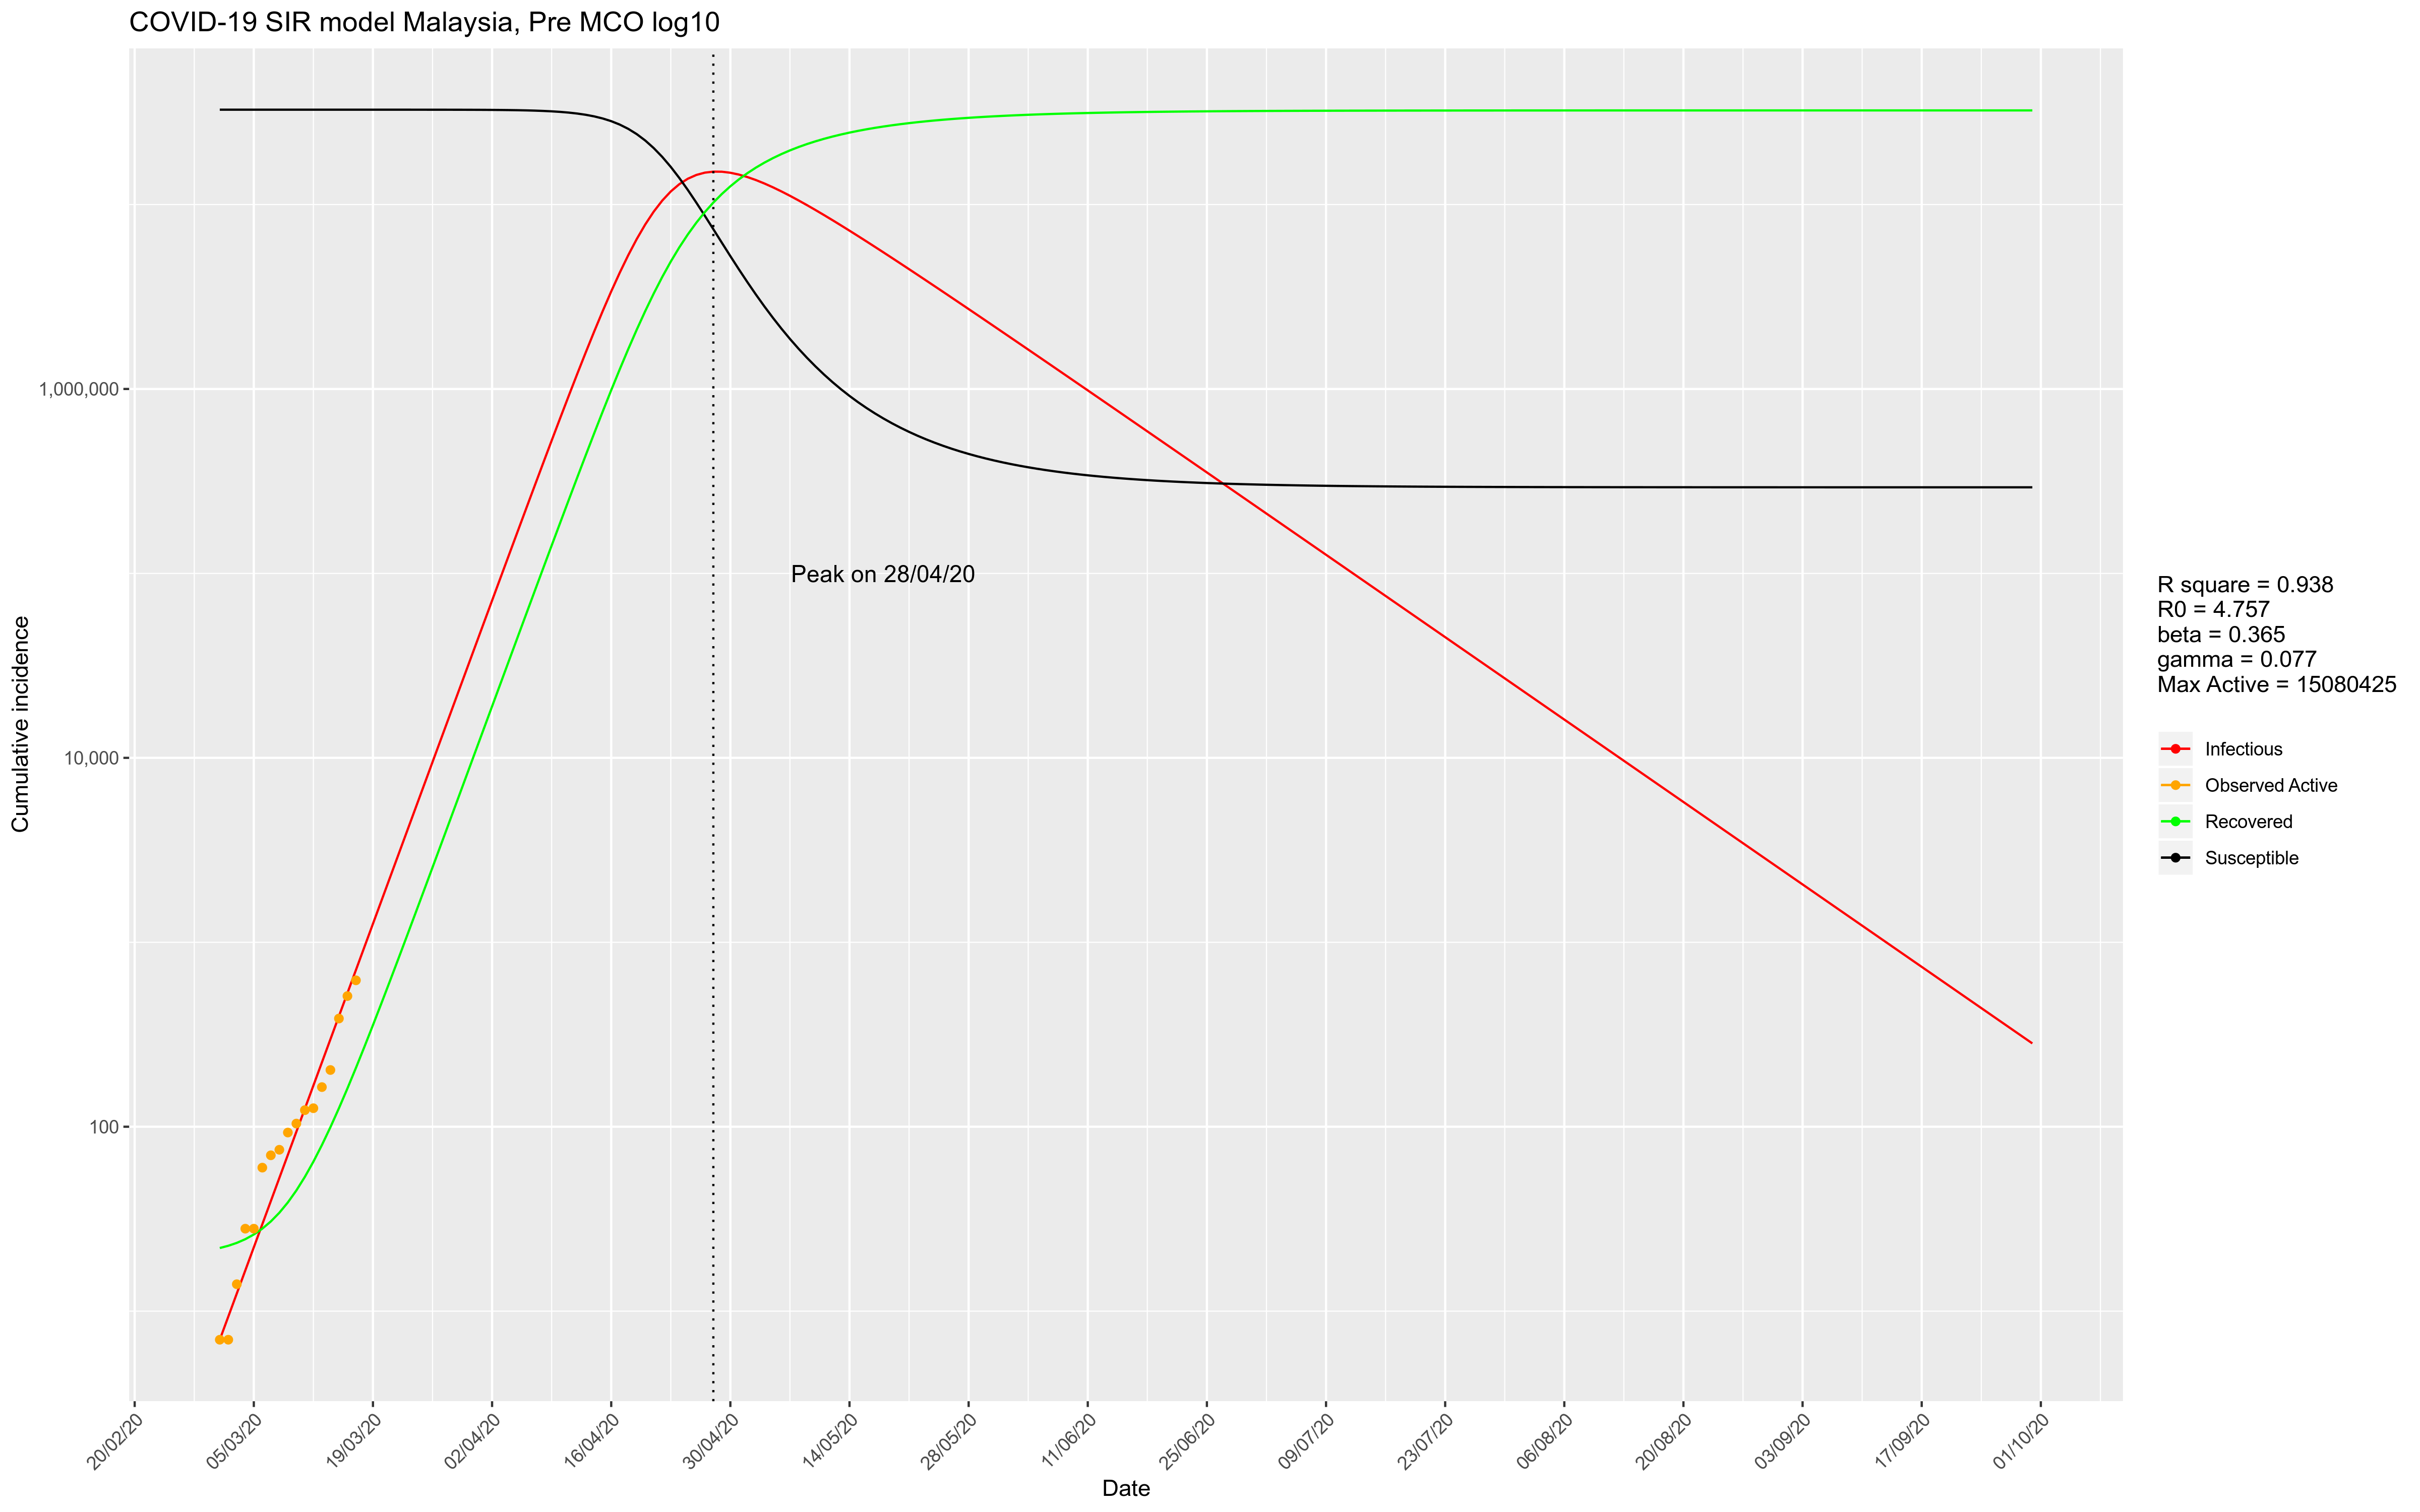 COVID-19 SIR model Malaysia, Pre MCO log10
Cumulative incidence
1,000,000
10,000
100
Peak on 28/04/20
20/02/20
05/03/20
19/03/20
02/04/20
16/04/20
30/04/20
14/05/20
28/05/20
11/06/20
25/06/20
09/07/20
23/07/20
06/08/20
20/08/20
03/09/20
17/09/20
01/10/20
Date
R square = 0.938
R0 = 4.757
beta = 0.365
gamma = 0.077
Max Active = 15080425
Infectious
Observed Active
Recovered
Susceptible